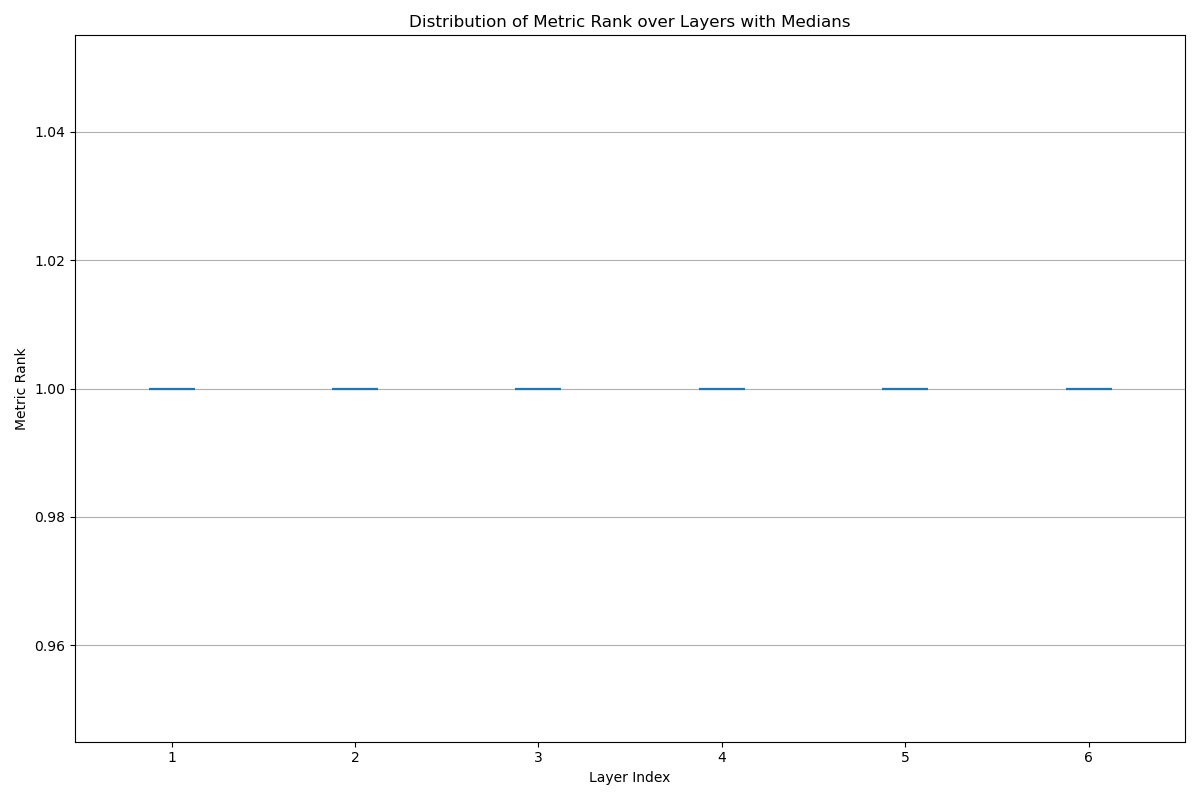 Distribution of Metric Rank over Layers with Medians
1.04
1.02
1.00
0.98
0.96
Metric Rank
1 2 3 4 5 6
Layer Index